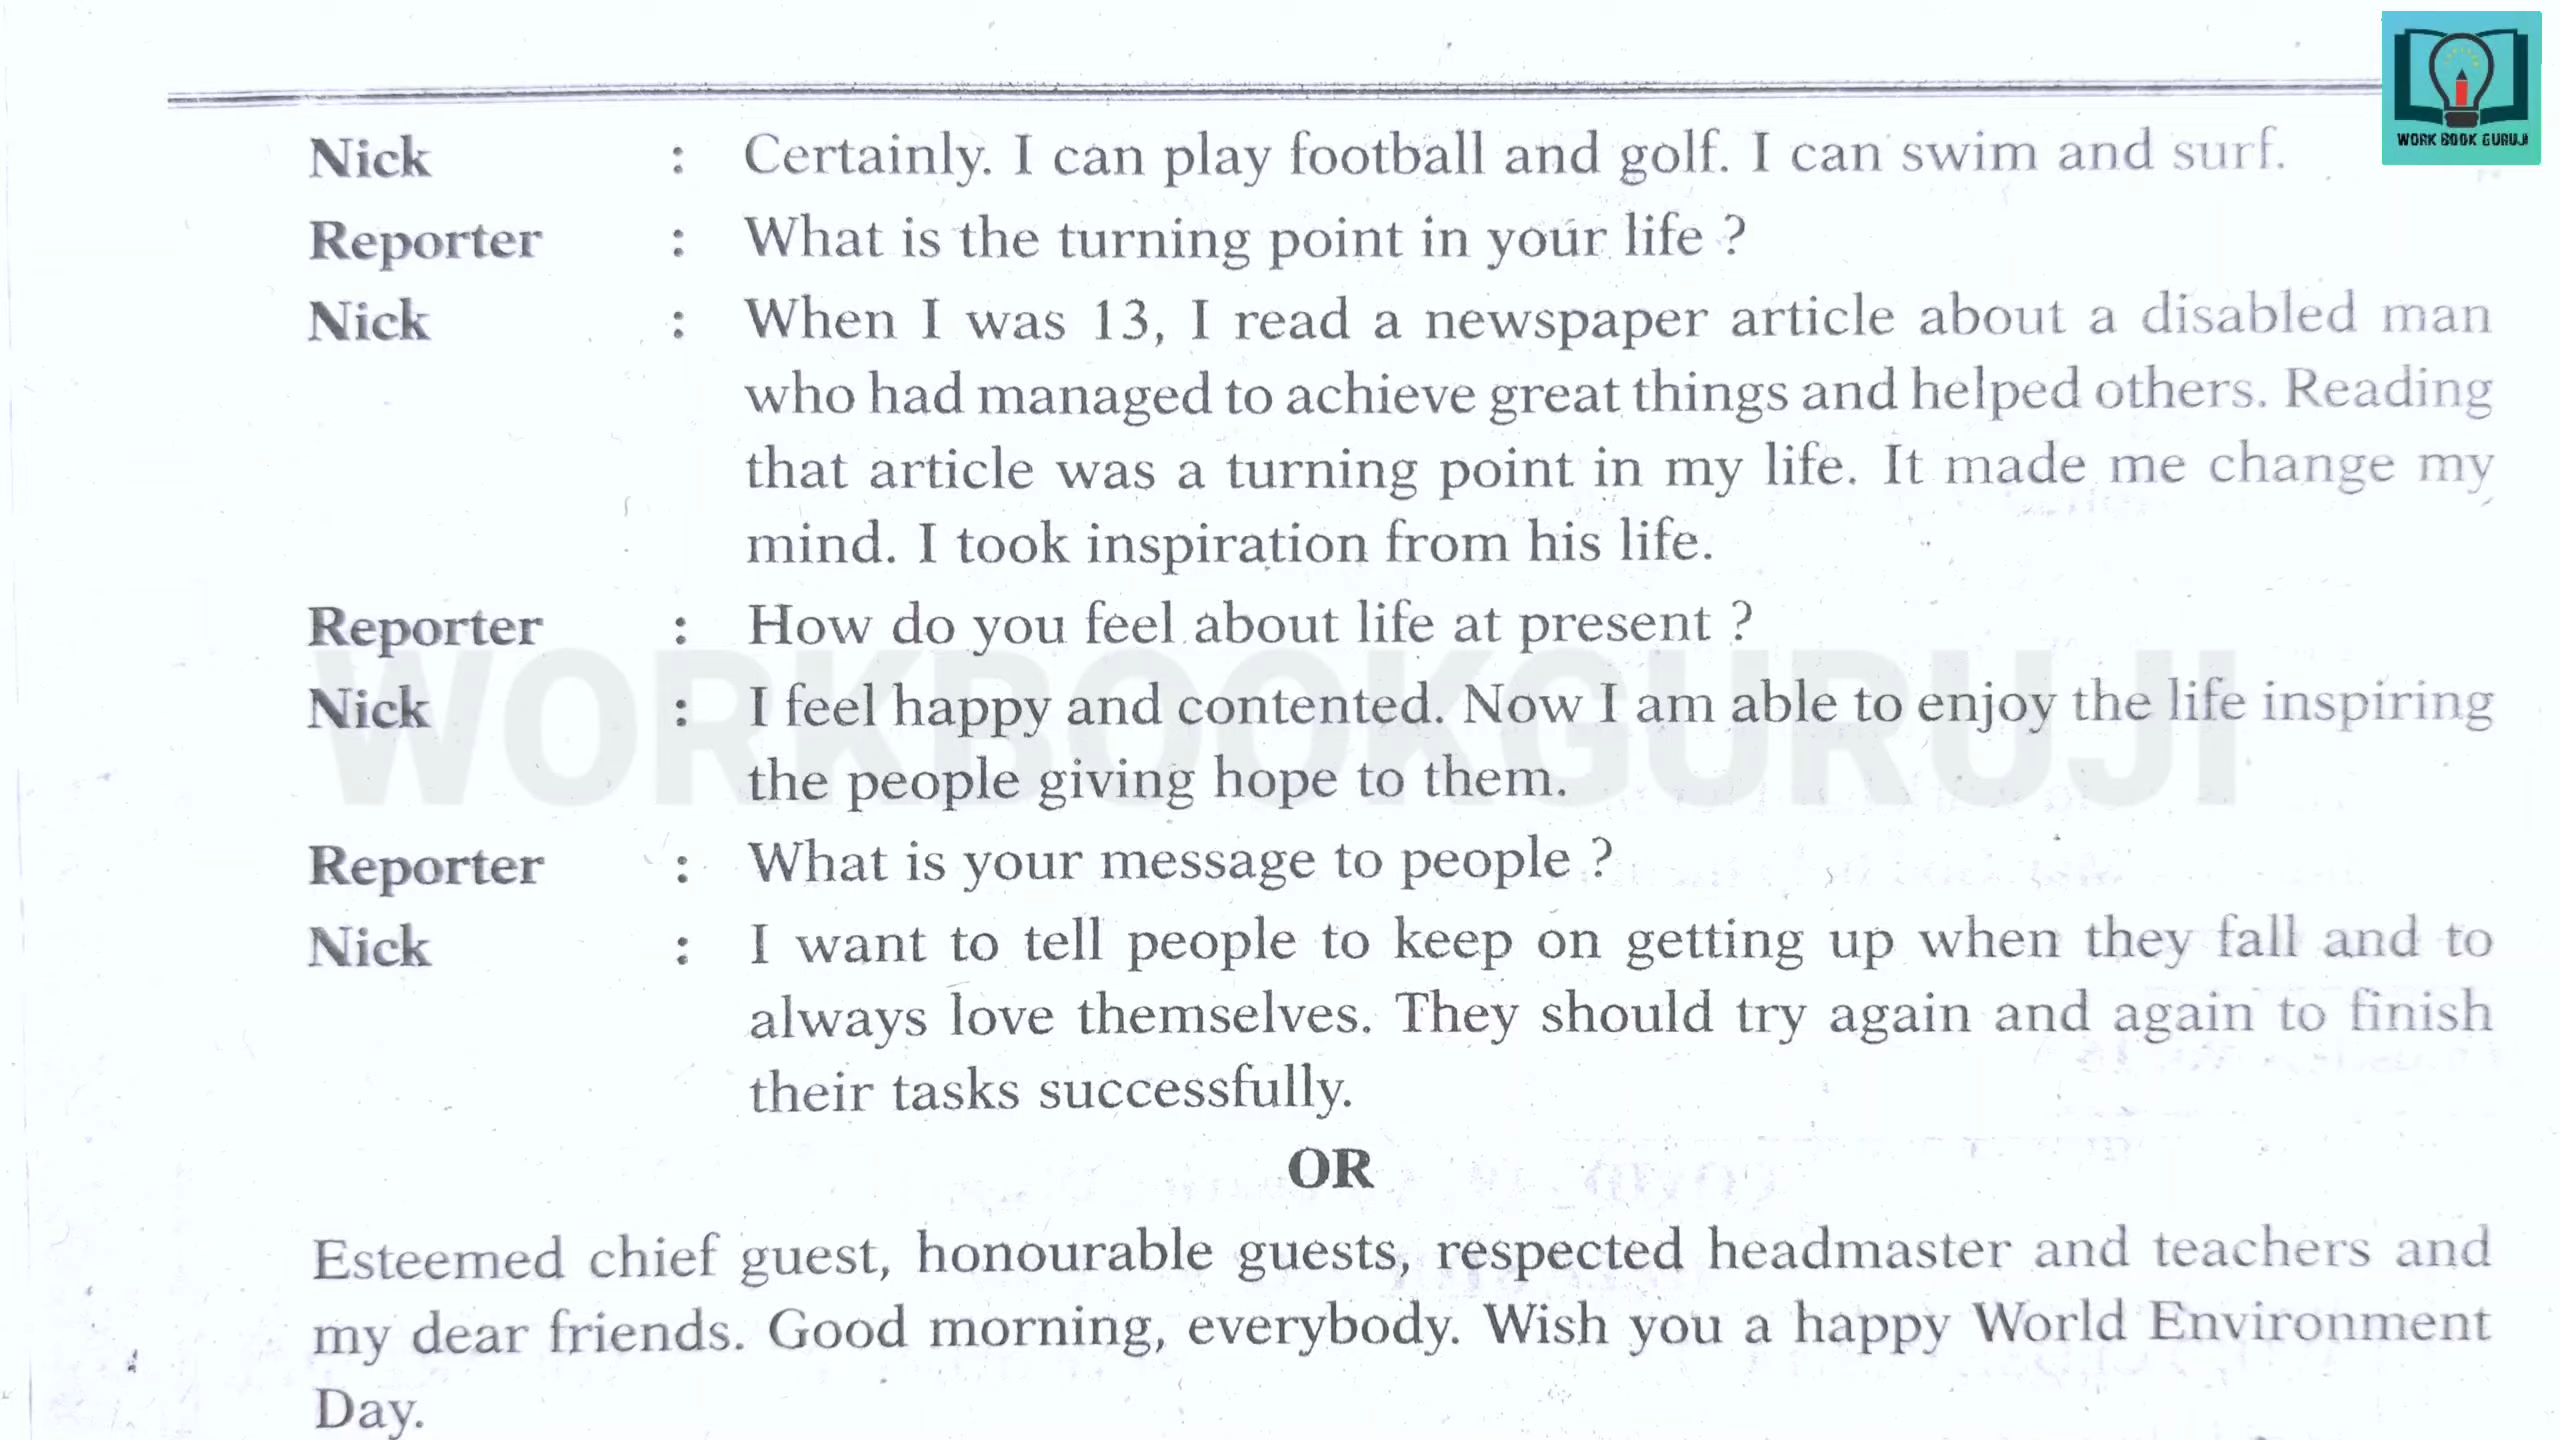 WORK BOOK GURUJI
Nick : Certainly. I can play football and golf. I can swim and surf.
Reporter : What is the turning point in your life ?
Nick : When I was 13, I read a newspaper article about a disabled man
who had managed to achieve great things and helped others. Reading
that article was a turning point in my life. It made me change my
mind. I took inspiration from his life.
Reporter : How do you feel about life at present ?
Nick : I feel happy and contented. Now I am able to enjoy the life inspiring
WORKBOOKGURUJI
the people giving hope to them.
Reporter : What is your message to people ?
Nick : I want to tell people to keep on getting up when they fall and to
always love themselves. They should try again and again to finish
their tasks successfully.
OR
Esteemed chief guest, honourable guests, respected headmaster and teachers and
my dear friends. Good morning, everybody. Wish you a happy World Environment
Day.